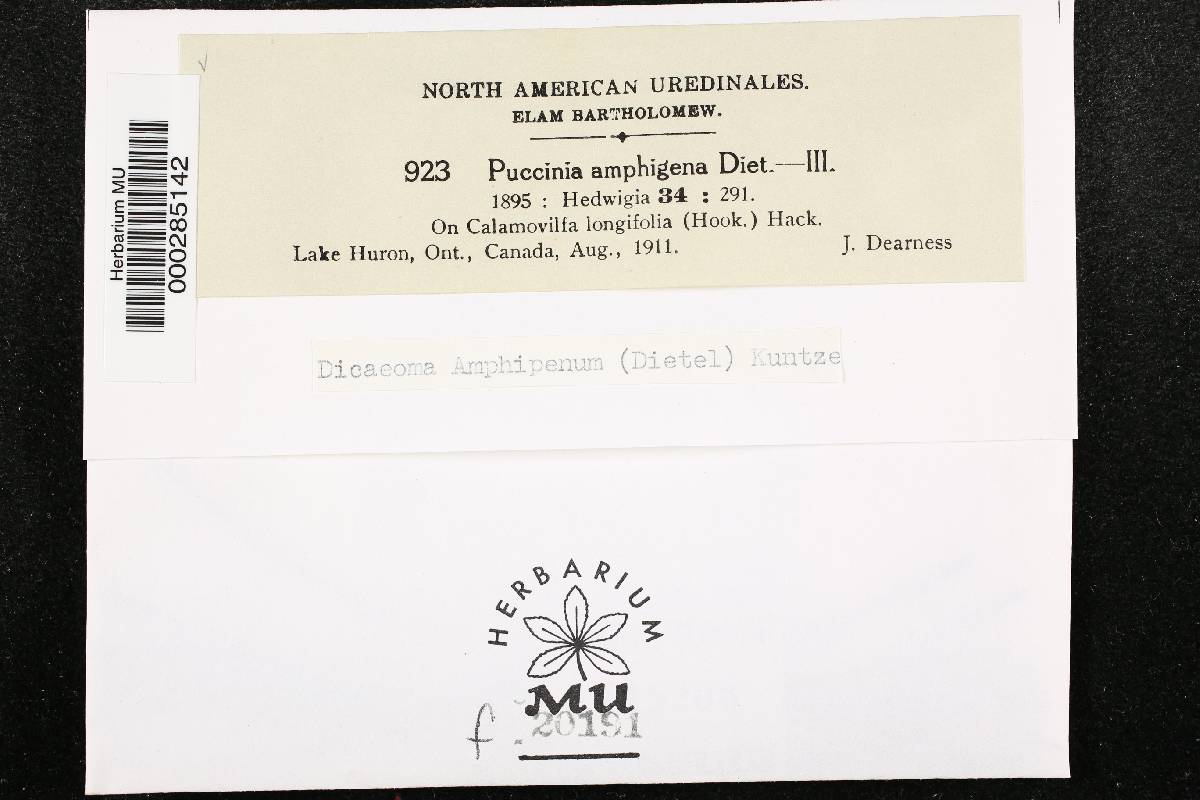 NORTH AMERICAN UREDINALES.
ELAM BARTHOLOMEW.
923 Puccinia amphigena Diet.—III.
1895 : Hedwigia 34 : 291.
On Calamovilfa longifolia (Hook.) Hack.
Lake Huron, Ont., Canada, Aug., 1911. J. Dearness
Herbarium MU
000285142
Dicaeoma Amphipenum (Dietel) Kuntze
HERBARIUM
MU
f 20191